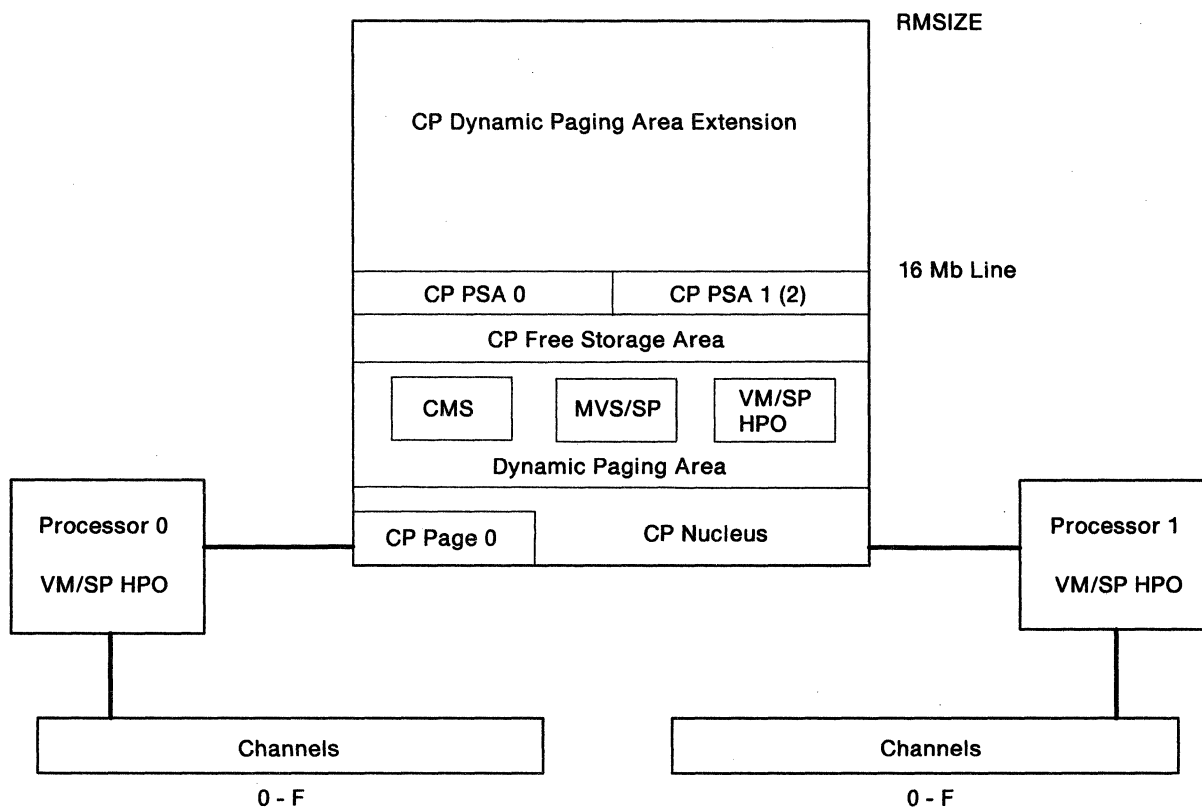 RMSIZE
CP Dynamic Paging Area Extension
16 Mb Line
CP PSA 0
CP PSA 1 (2)
CP Free Storage Area
CMS
MVS/SP
VM/SP
HPO
Dynamic Paging Area
Processor 0
VM/SP HPO
CP Page 0
CP Nucleus
Processor 1
VM/SP HPO
Channels
0 - F
Channels
0 - F